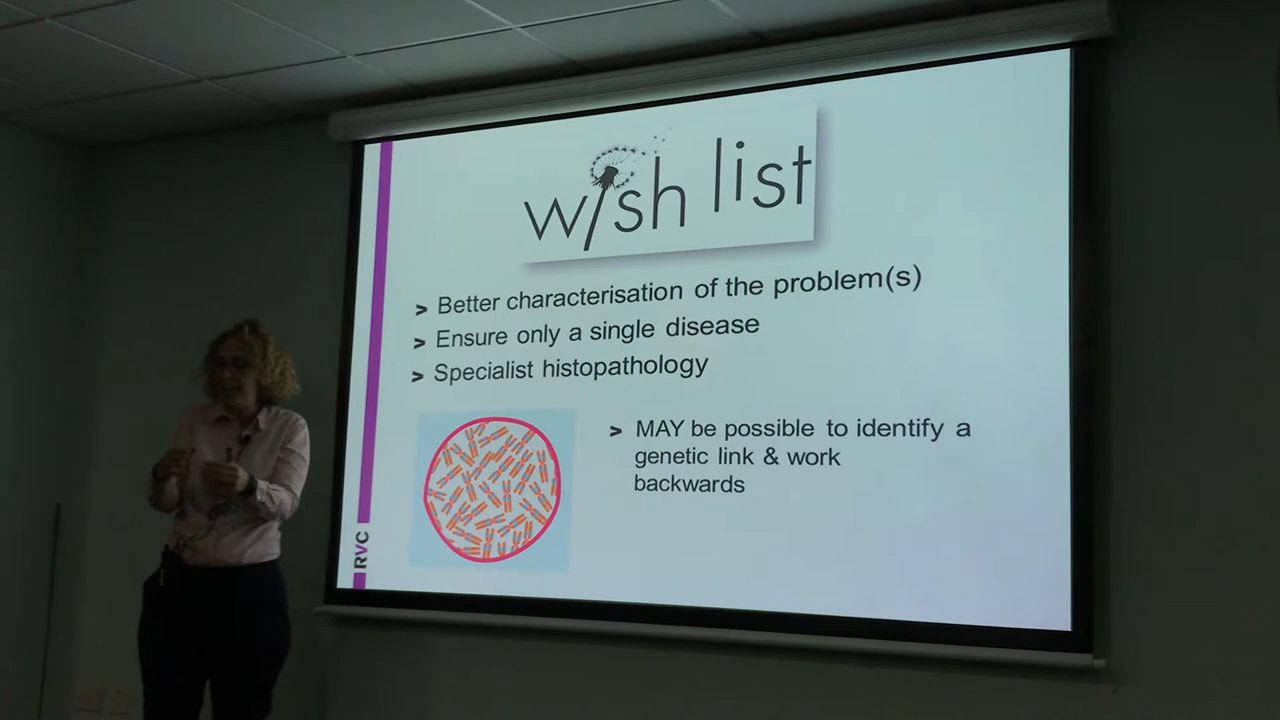 wish list
> Better characterisation of the problem(s)
> Ensure only a single disease
> Specialist histopathology
> MAY be possible to identify a
genetic link & work
backwards
RVC